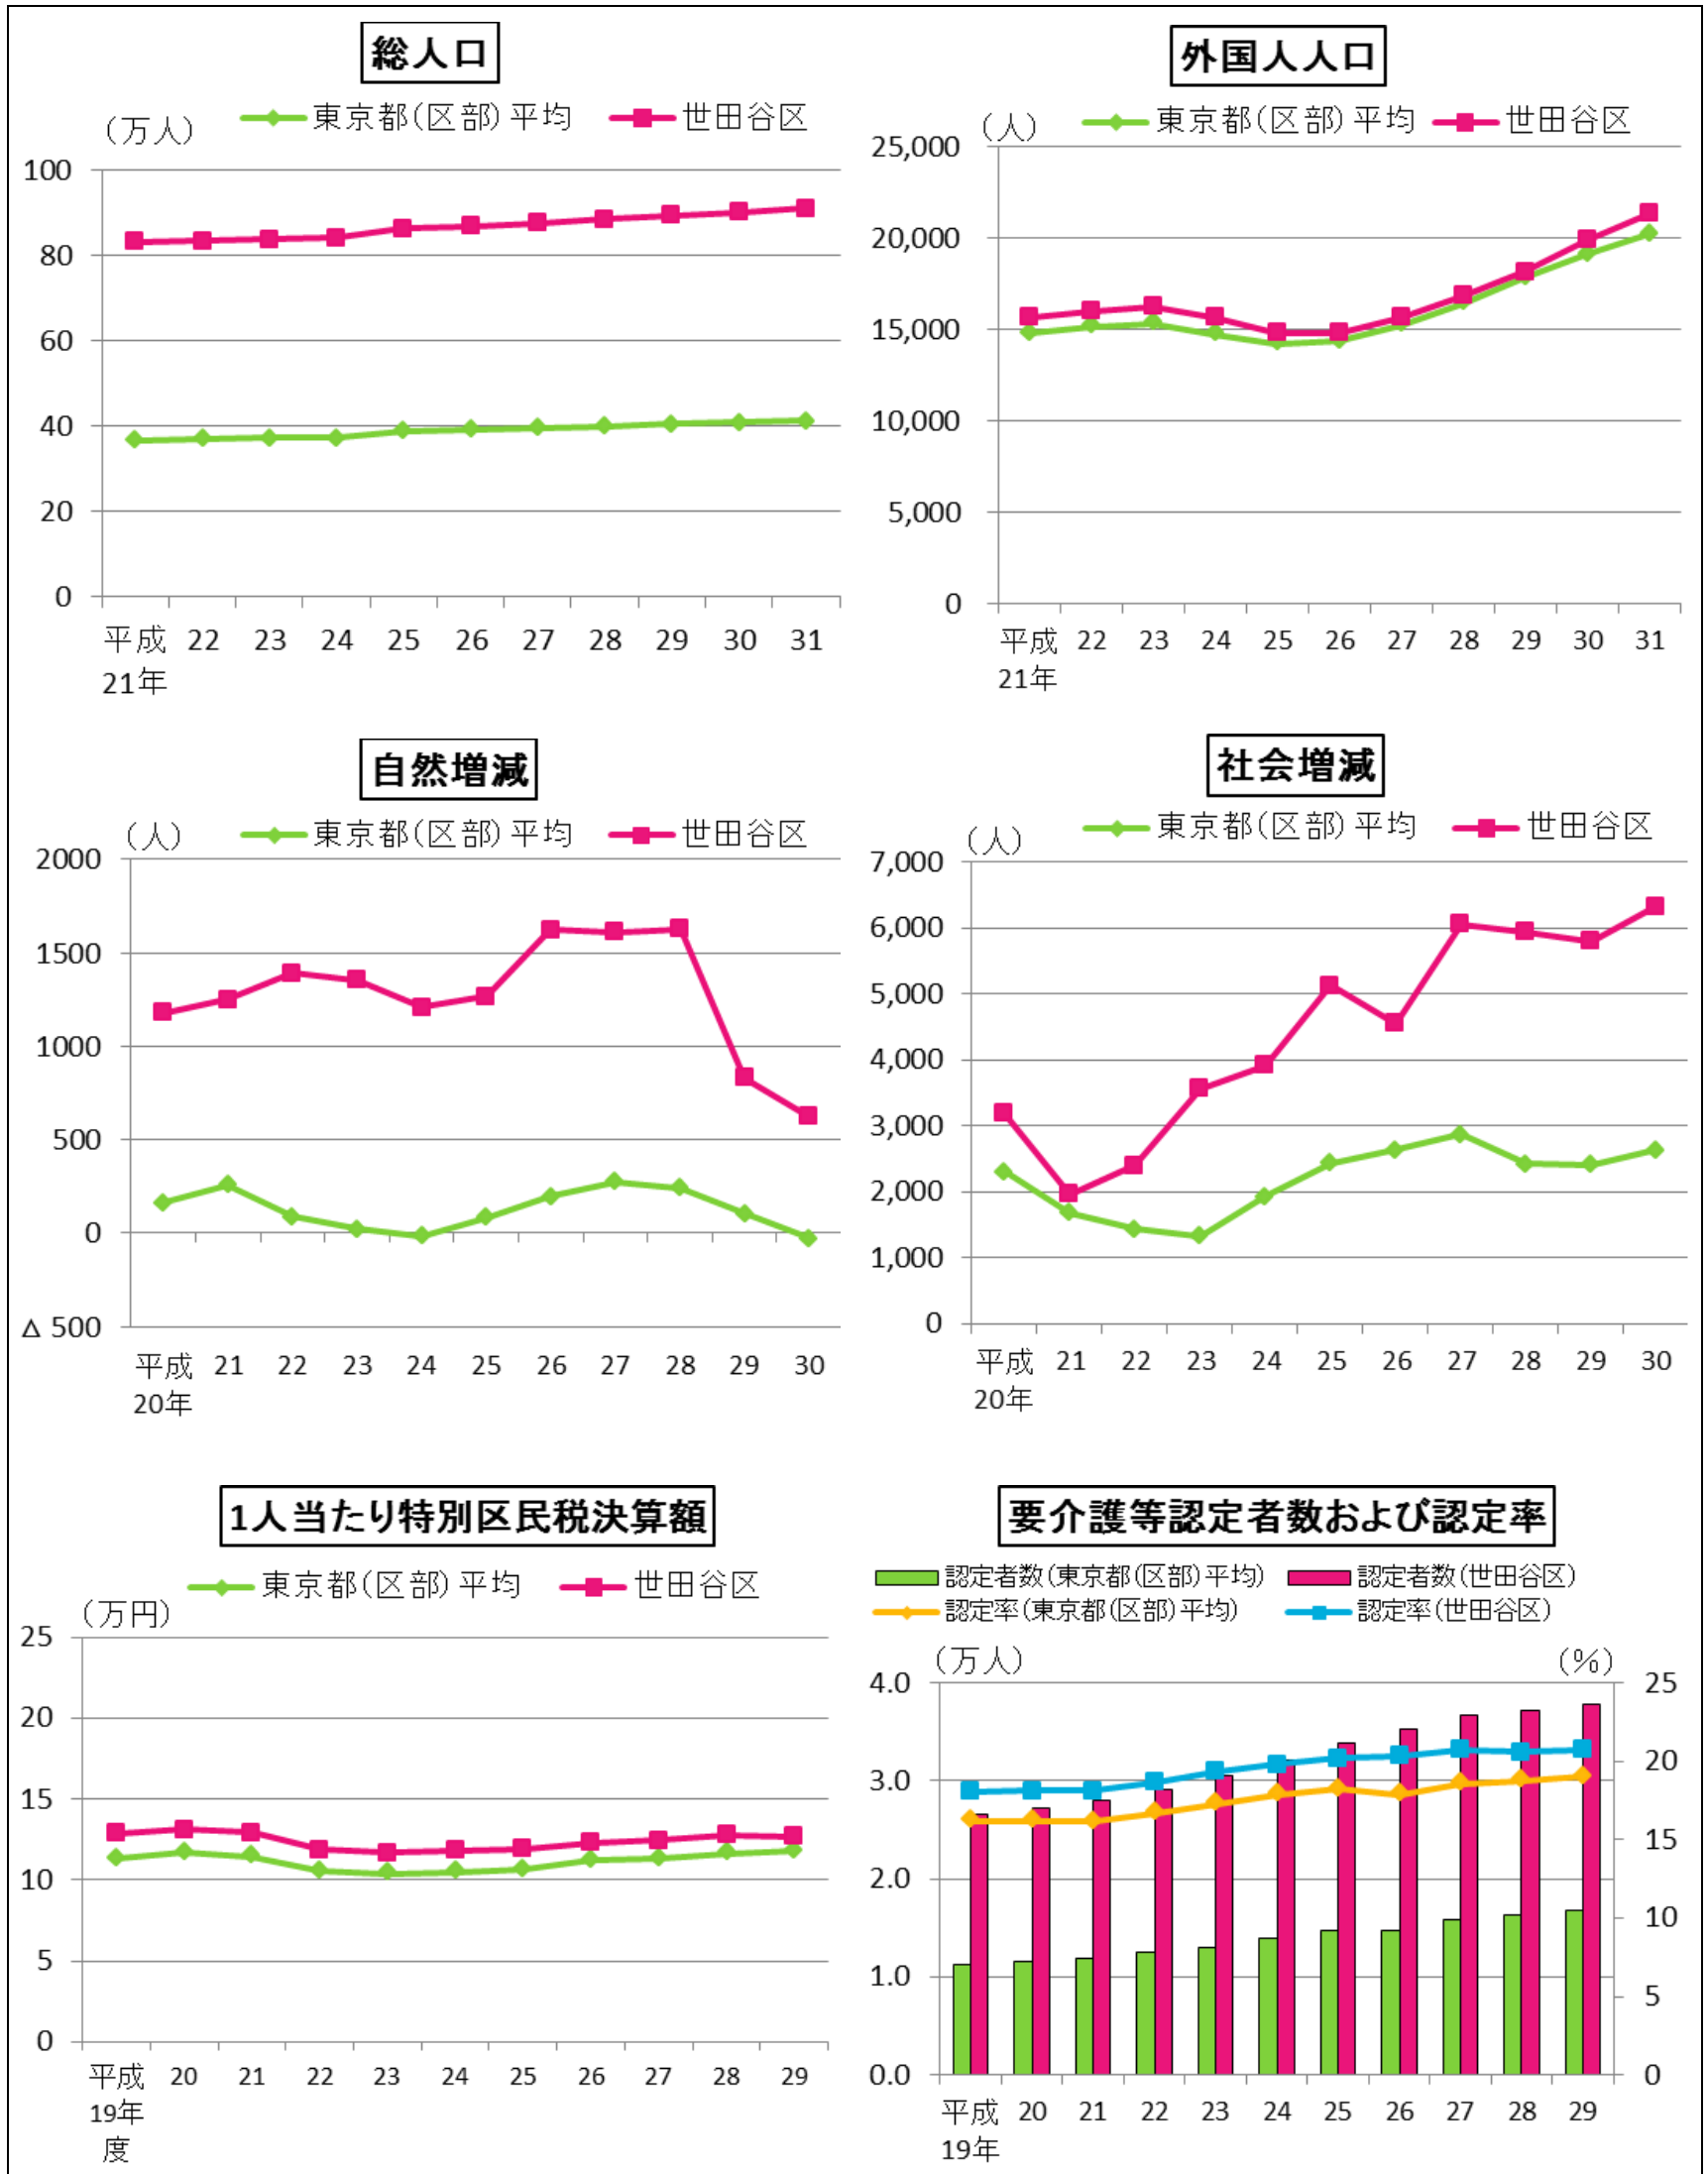 総人口
(万人)
東京都(区部)平均
世田谷区
100
80
60
40
20
0
平成 22 23 24 25 26 27 28 29 30 31
21年
外国人人口
(人)
東京都(区部)平均
世田谷区
25,000
20,000
15,000
10,000
5,000
0
平成 22 23 24 25 26 27 28 29 30 31
21年
自然増減
(人)
東京都(区部)平均
世田谷区
2000
1500
1000
500
0
Δ 500
平成 21 22 23 24 25 26 27 28 29 30
20年
社会増減
(人)
東京都(区部)平均
世田谷区
7,000
6,000
5,000
4,000
3,000
2,000
1,000
0
平成 21 22 23 24 25 26 27 28 29 30
20年
1人当たり特別区民税決算額
東京都(区部)平均
世田谷区
(万円)
25
20
15
10
5
0
平成 20 21 22 23 24 25 26 27 28 29
19年
度
要介護等認定者数および認定率
認定者数(東京都(区部)平均)
認定者数(世田谷区)
認定率(東京都(区部)平均)
認定率(世田谷区)
(万人)
(%)
4.0
3.0
2.0
1.0
0.0
25
20
15
10
5
0
平成 20 21 22 23 24 25 26 27 28 29
19年